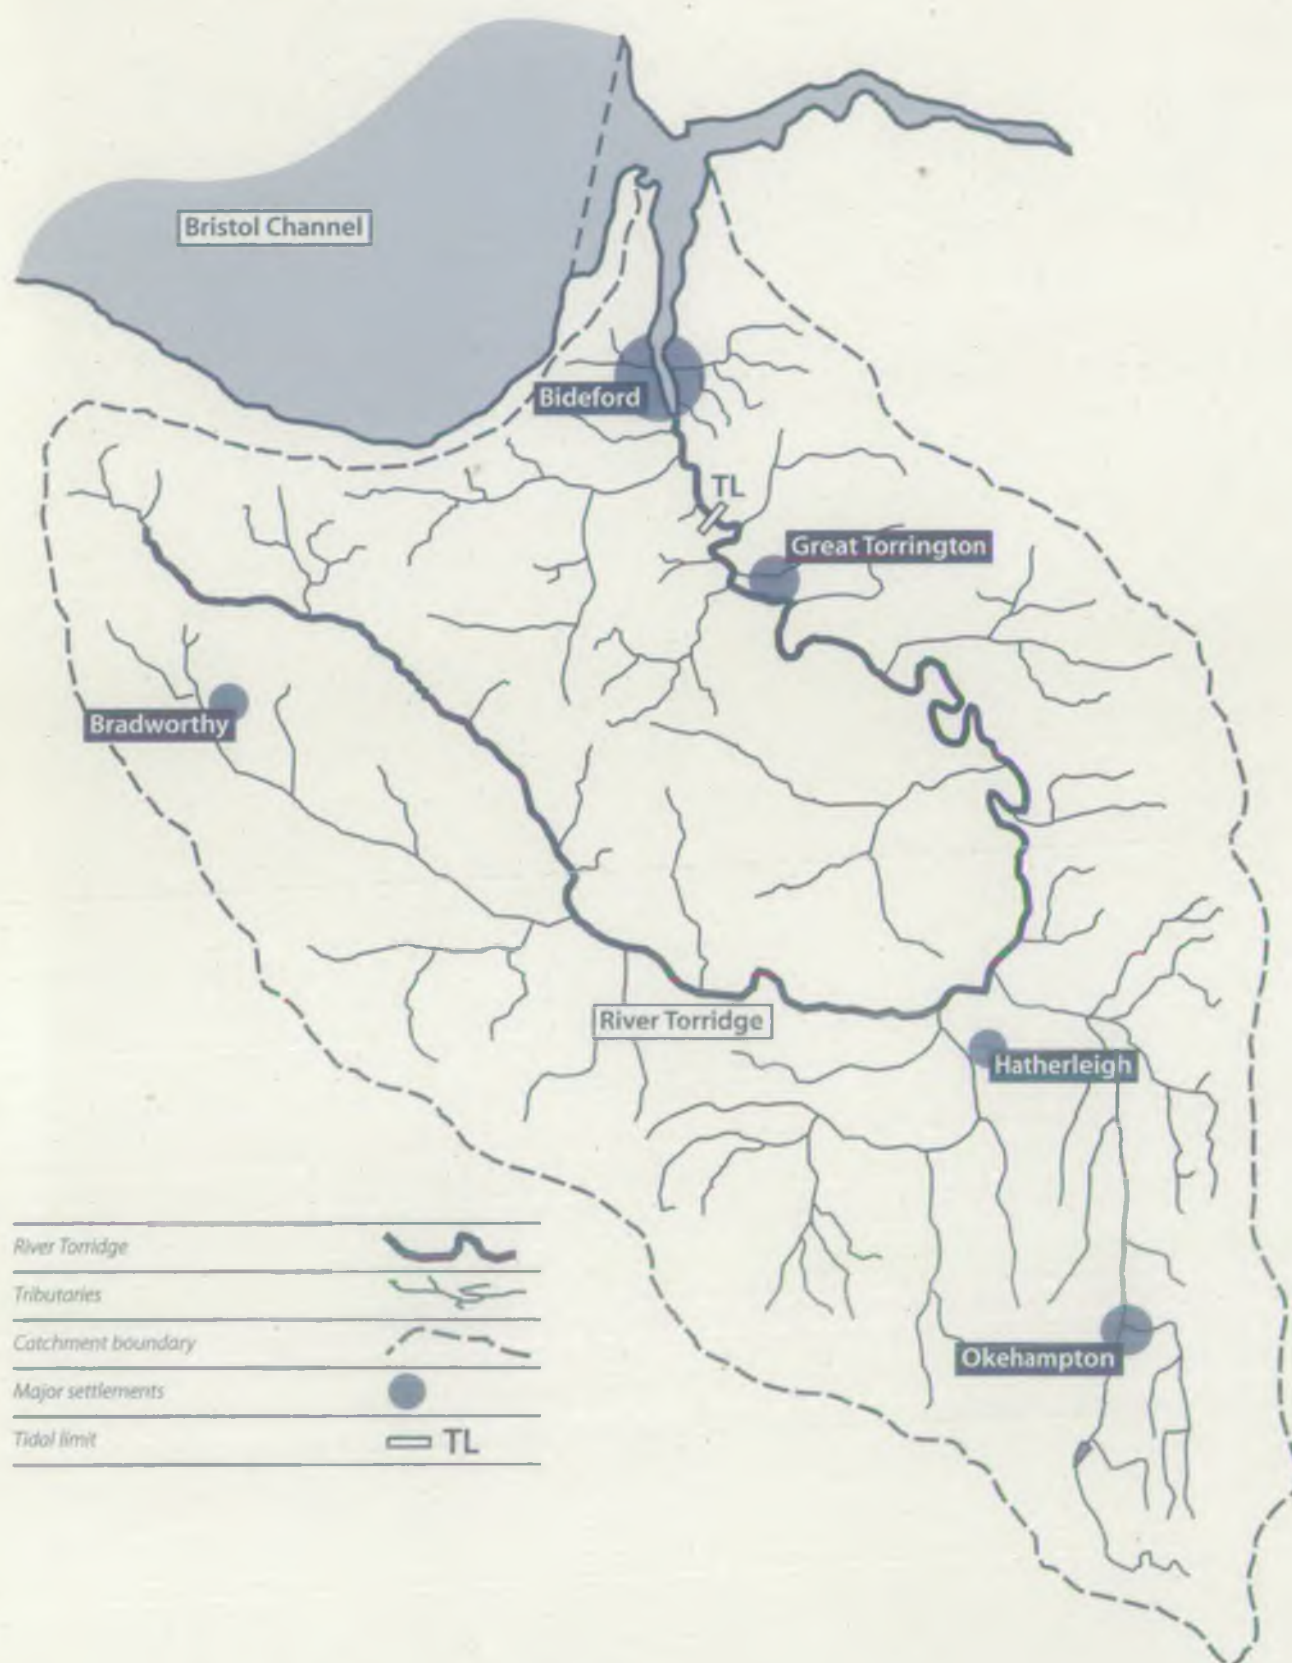 Bristol Channel
Bideford
TL
Great Torrington
Bradworthy
River Torridge
Hatherleigh
Okehampton
River Torridge
Tributaries
Catchment boundary
Major settlements
Tidal limit
TL